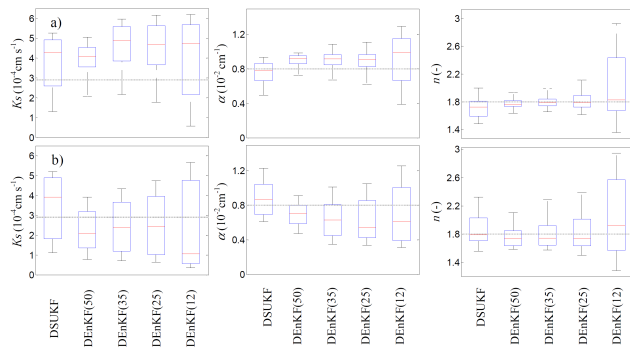 a)
Ks (10⁻⁴cm s⁻¹)
6
5
4
3
2
1
0
α (10⁻² cm⁻¹)
1.2
0.8
0.4
0
n (-)
3
2.6
2.2
1.8
1.4
b)
Ks (10⁻⁴cm s⁻¹)
6
5
4
3
2
1
0
α (10⁻² cm⁻¹)
1.2
0.8
0.4
0
n (-)
3
2.6
2.2
1.8
1.4
DSUKF
DEnKF(50)
DEnKF(35)
DEnKF(25)
DEnKF(12)
DSUKF
DEnKF(50)
DEnKF(35)
DEnKF(25)
DEnKF(12)
DSUKF
DEnKF(50)
DEnKF(35)
DEnKF(25)
DEnKF(12)